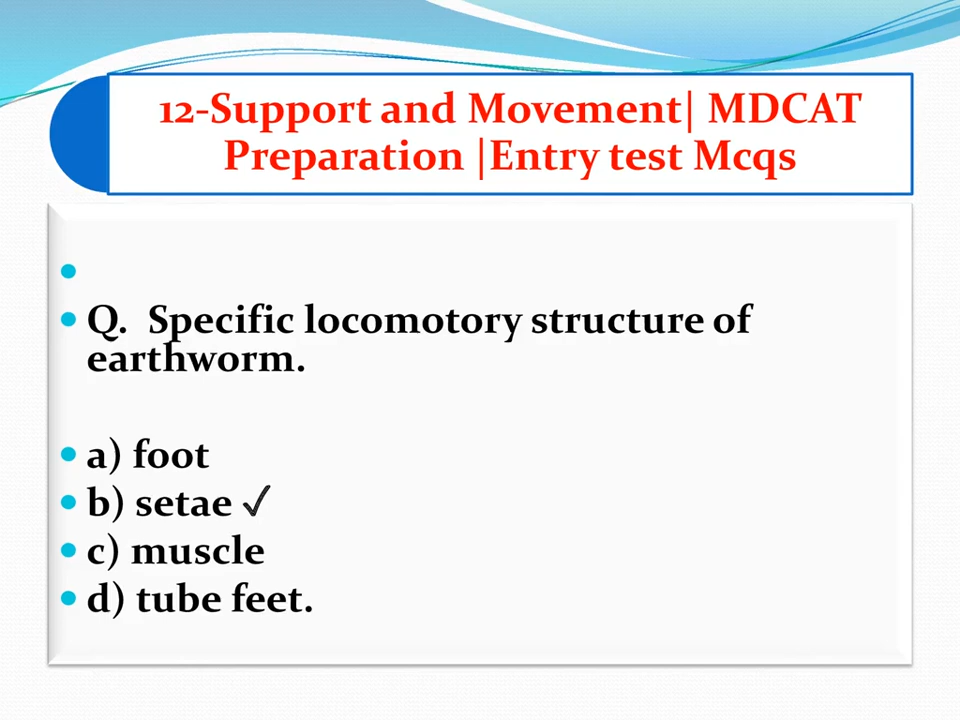 12-Support and Movement| MDCAT
Preparation |Entry test Mcqs
Q. Specific locomotory structure of
earthworm.
a) foot
b) setae ✓
c) muscle
d) tube feet.